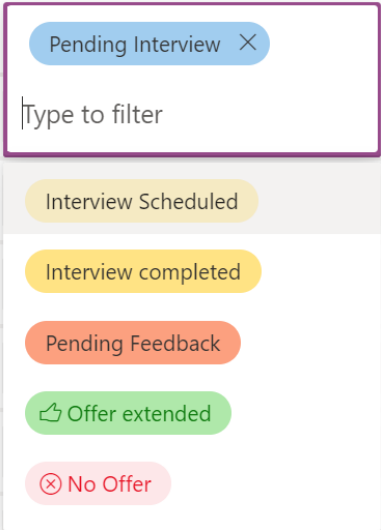 Pending Interview
Type to filter
Interview Scheduled
Interview completed
Pending Feedback
Offer extended
No Offer